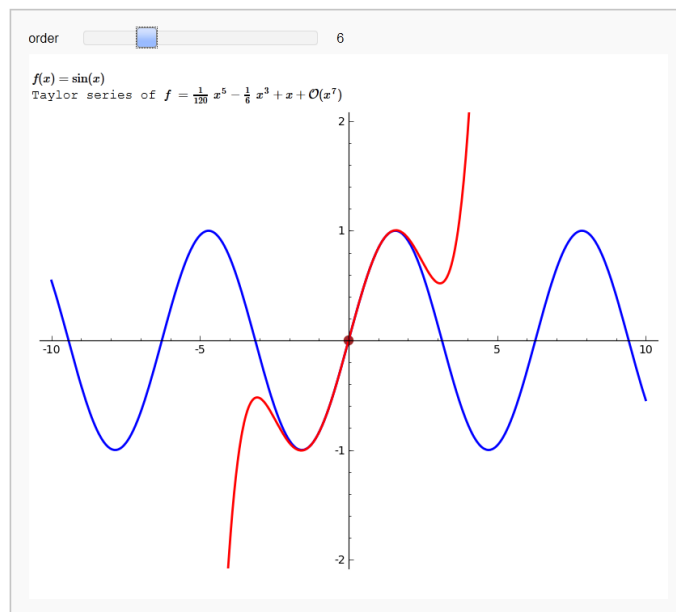 order 6
f(x) = sin(x)
Taylor series of f = 1/120 x^5 − 1/6 x^3 + x + 𝒪(x^7)
2
1
-10 -5 5 10
-1
-2